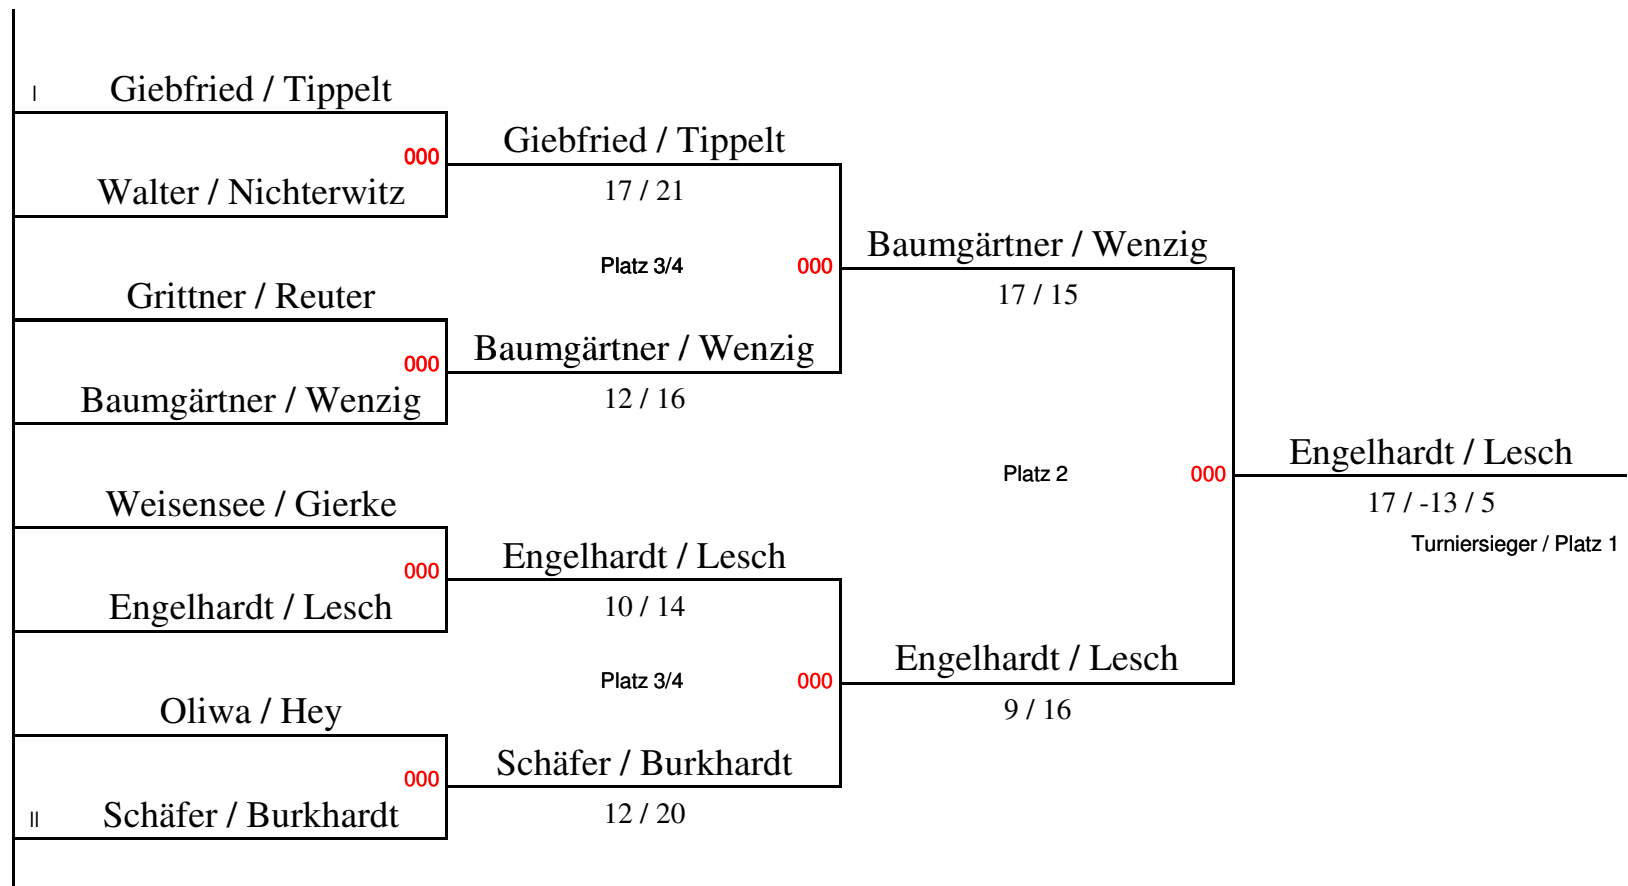 I
Giebfried / Tippelt
000
Walter / Nichterwitz
Grittner / Reuter
000
Baumgärtner / Wenzig
Weisensee / Gierke
000
Engelhardt / Lesch
Oliwa / Hey
000
II
Schäfer / Burkhardt
Giebfried / Tippelt
17 / 21
Platz 3/4
000
Baumgärtner / Wenzig
12 / 16
Engelhardt / Lesch
10 / 14
Platz 3/4
000
Schäfer / Burkhardt
12 / 20
Baumgärtner / Wenzig
17 / 15
Platz 2
000
Engelhardt / Lesch
9 / 16
Engelhardt / Lesch
17 / -13 / 5
Turniersieger / Platz 1